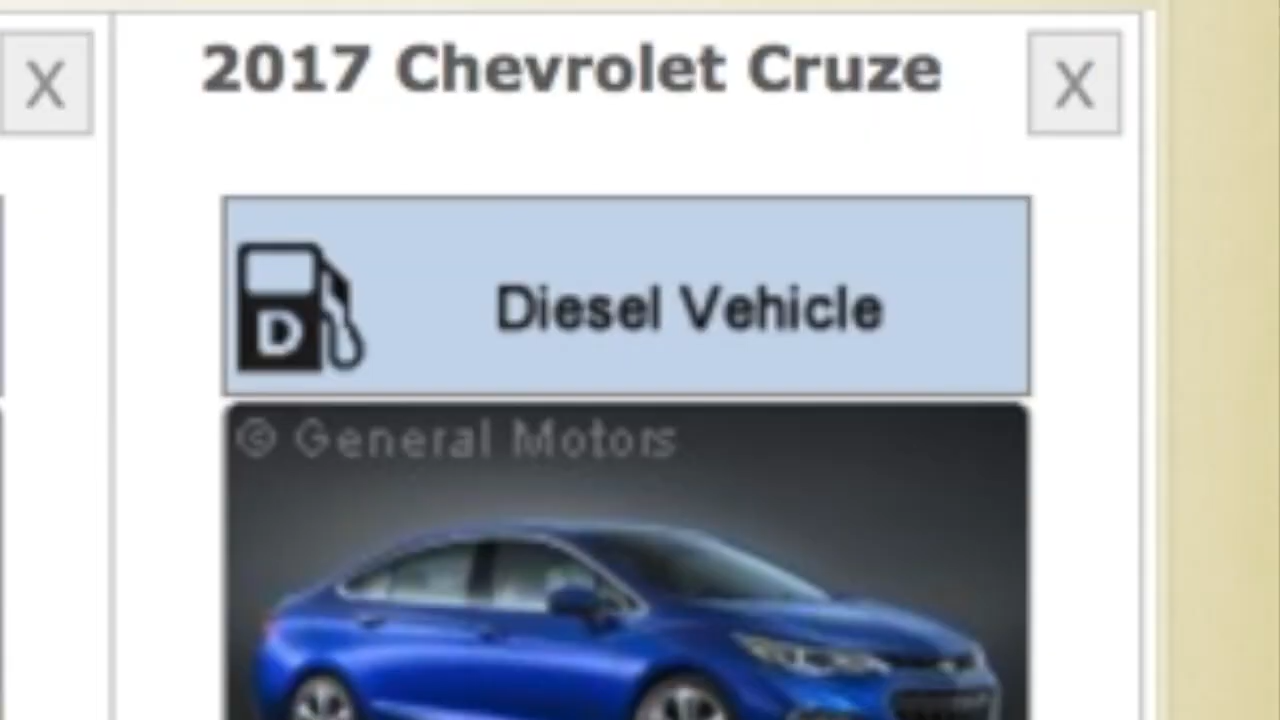 X
2017 Chevrolet Cruze
X
D
Diesel Vehicle
© General Motors